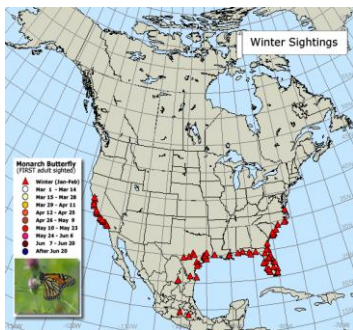 Winter Sightings
Monarch Butterfly
(FIRST adult sighted)
Winter (Jan-Feb)
Mar 1 - Mar 14
Mar 15 - Mar 28
Mar 29 - Apr 11
Apr 12 - Apr 25
Apr 26 - May 9
May 10 - May 23
May 24 - Jun 6
Jun 7 - Jun 20
After Jun 20